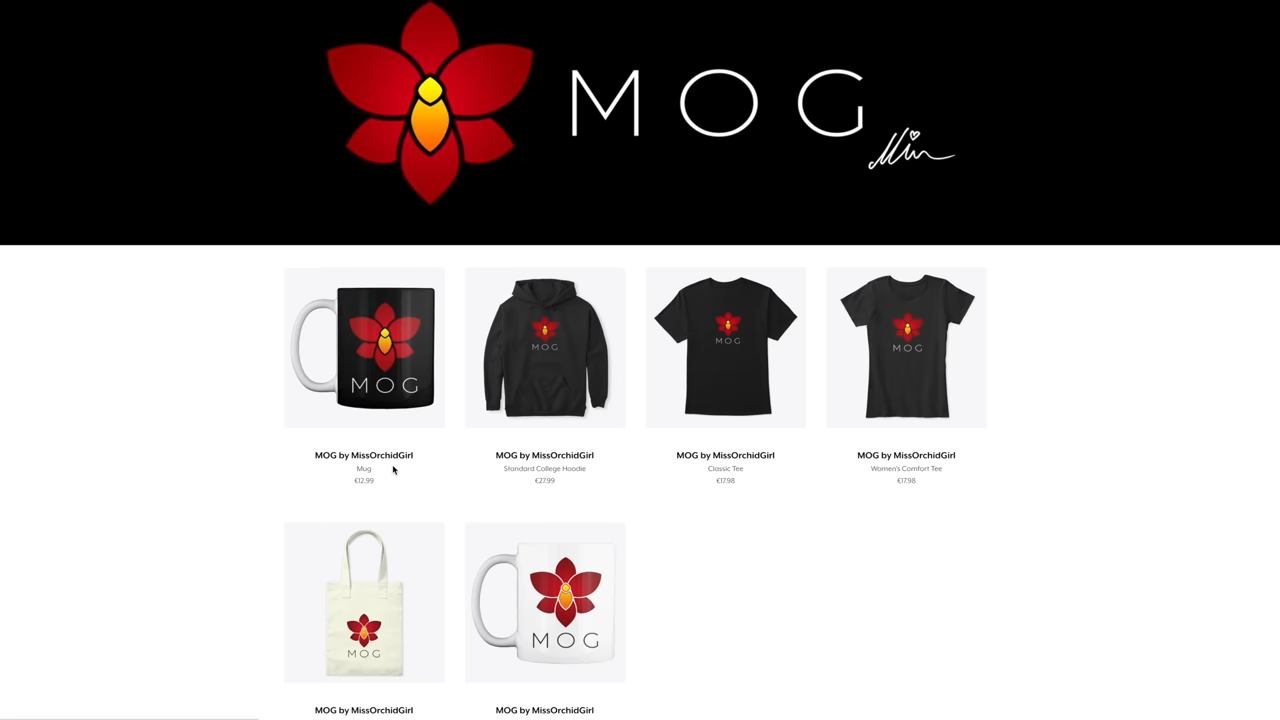 MOG
MOG
MOG
MOG
MOG
MOG by MissOrchidGirl
Mug
€12.99
MOG by MissOrchidGirl
Standard College Hoodie
€27.99
MOG by MissOrchidGirl
Classic Tee
€17.98
MOG by MissOrchidGirl
Women's Comfort Tee
€17.98
MOG
MOG
MOG by MissOrchidGirl
MOG by MissOrchidGirl